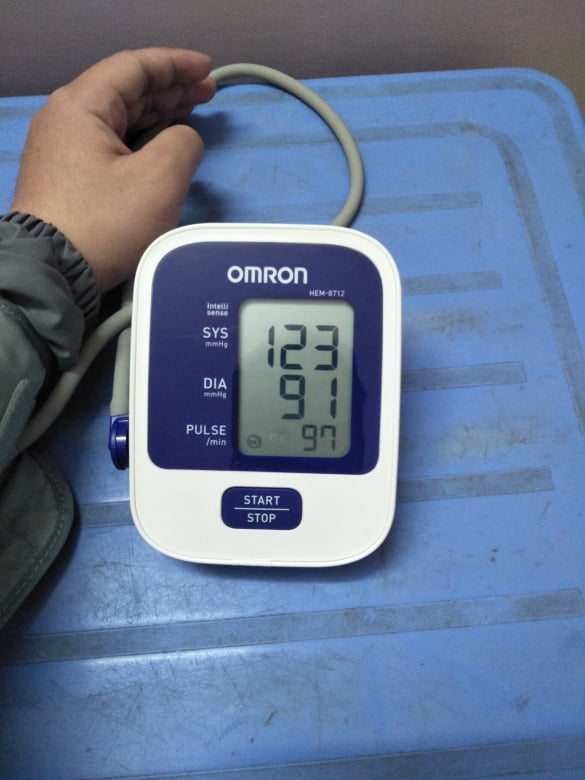 OMRON
HEM-8712
Intelli
sense
SYS
mmHg
123
DIA
mmHg
91
PULSE
/min
97
START
STOP